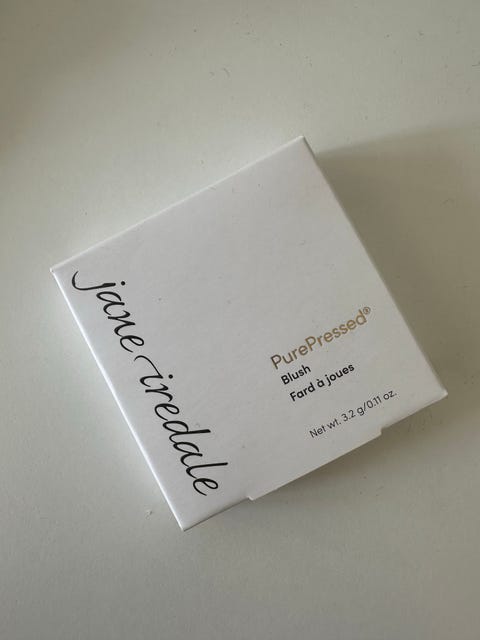 jane iredale
PurePressed®
Blush
Fard à joues
Net wt. 3.2 g/0.11 oz.